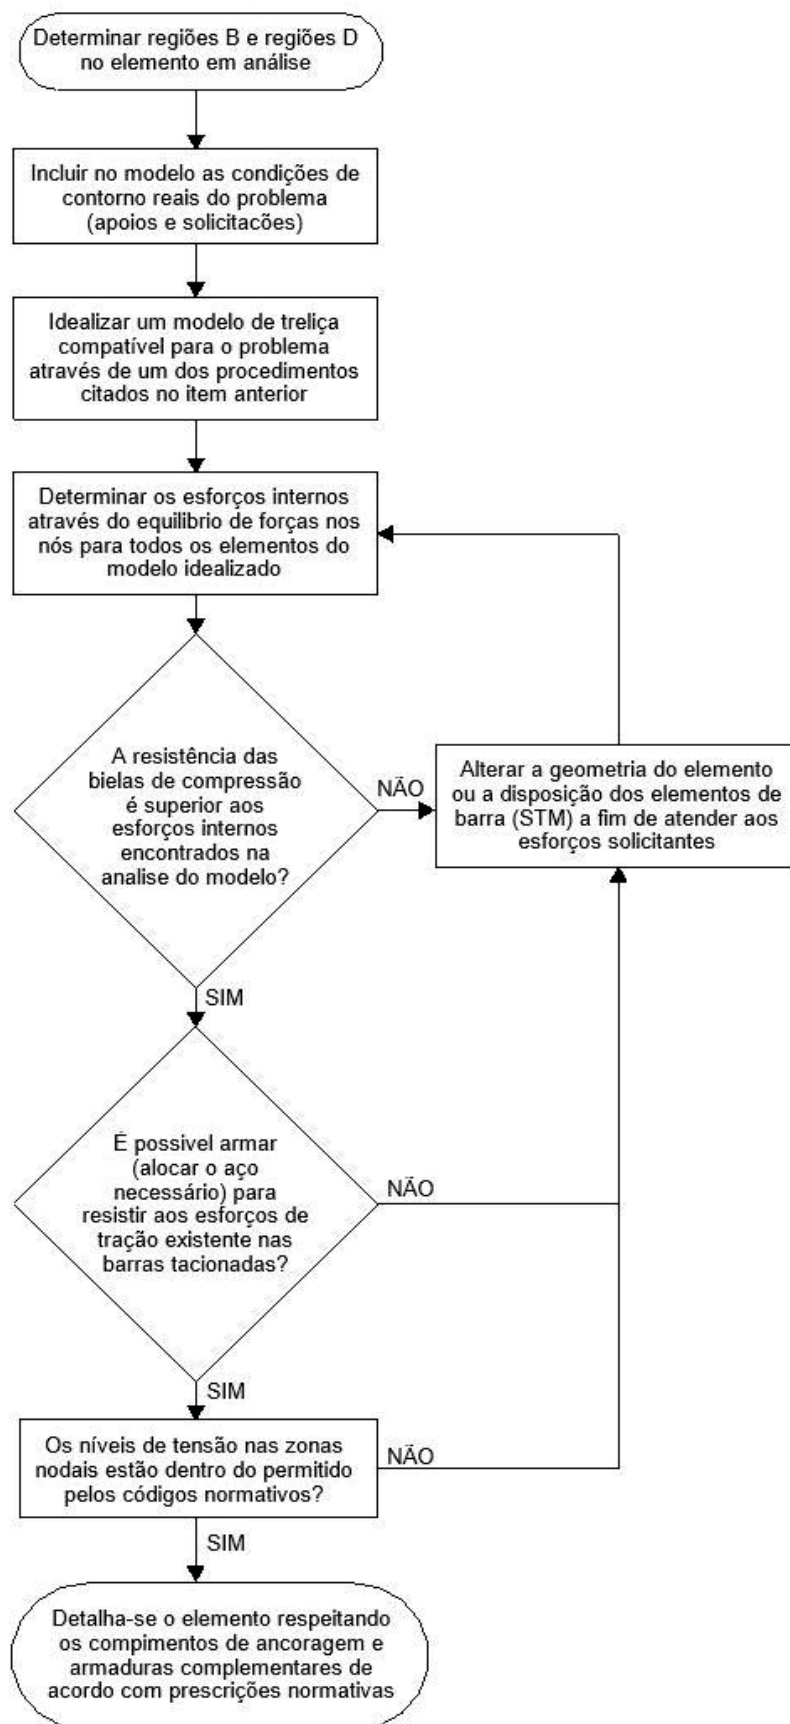 Determinar regiões B e regiões D
no elemento em análise
Incluir no modelo as condições de
contorno reais do problema
(apoios e solicitacões)
Idealizar um modelo de treliça
compatível para o problema
através de um dos procedimentos
citados no item anterior
Determinar os esforços internos
através do equilibrio de forças nos
nós para todos os elementos do
modelo idealizado
A resistência das
bielas de compressão
é superior aos
esforços internos
encontrados na
analise do modelo?
NÃO
Alterar a geometria do elemento
ou a disposição dos elementos de
barra (STM) a fim de atender aos
esforços solicitantes
SIM
É possivel armar
(alocar o aço
necessário) para
resistir aos esforços de
tração existente nas
barras tacionadas?
NÃO
SIM
Os níveis de tensão nas zonas
nodais estão dentro do permitido
pelos códigos normativos?
NÃO
SIM
Detalha-se o elemento respeitando
os compimentos de ancoragem e
armaduras complementares de
acordo com prescrições normativas